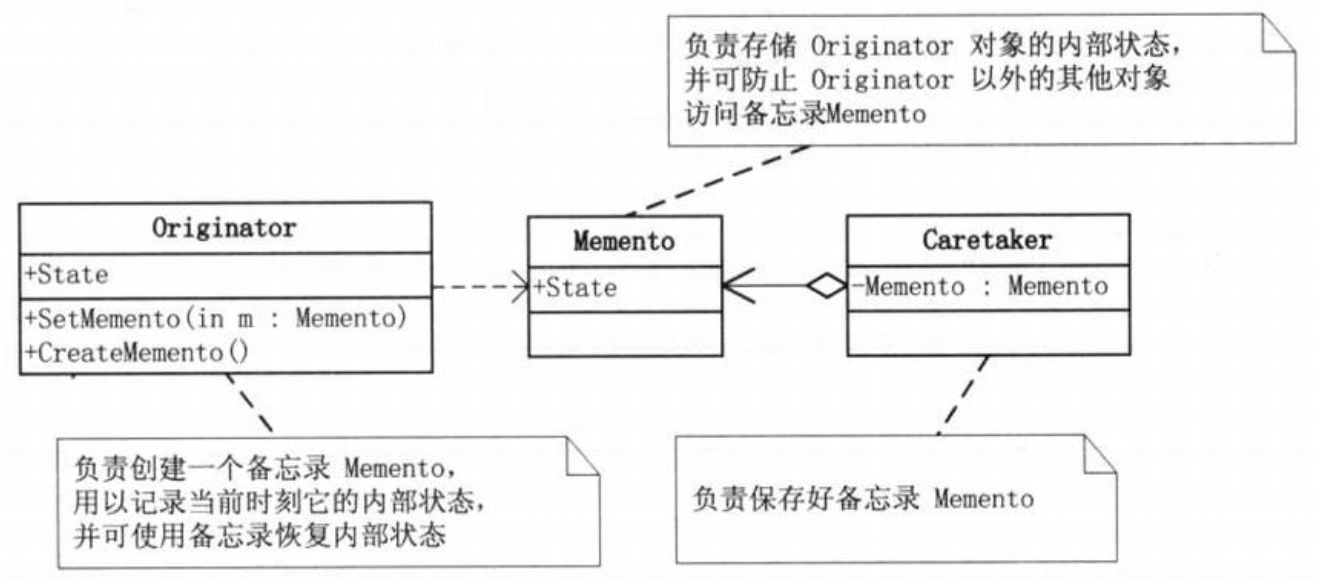 负责存储 Originator 对象的内部状态，
并可防止 Originator 以外的其他对象
访问备忘录Memento
Originator
+State
+SetMemento(in m : Memento)
+CreateMemento()
Memento
+State
Caretaker
-Memento : Memento
负责创建一个备忘录 Memento，
用以记录当前时刻它的内部状态，
并可使用备忘录恢复内部状态
负责保存好备忘录 Memento